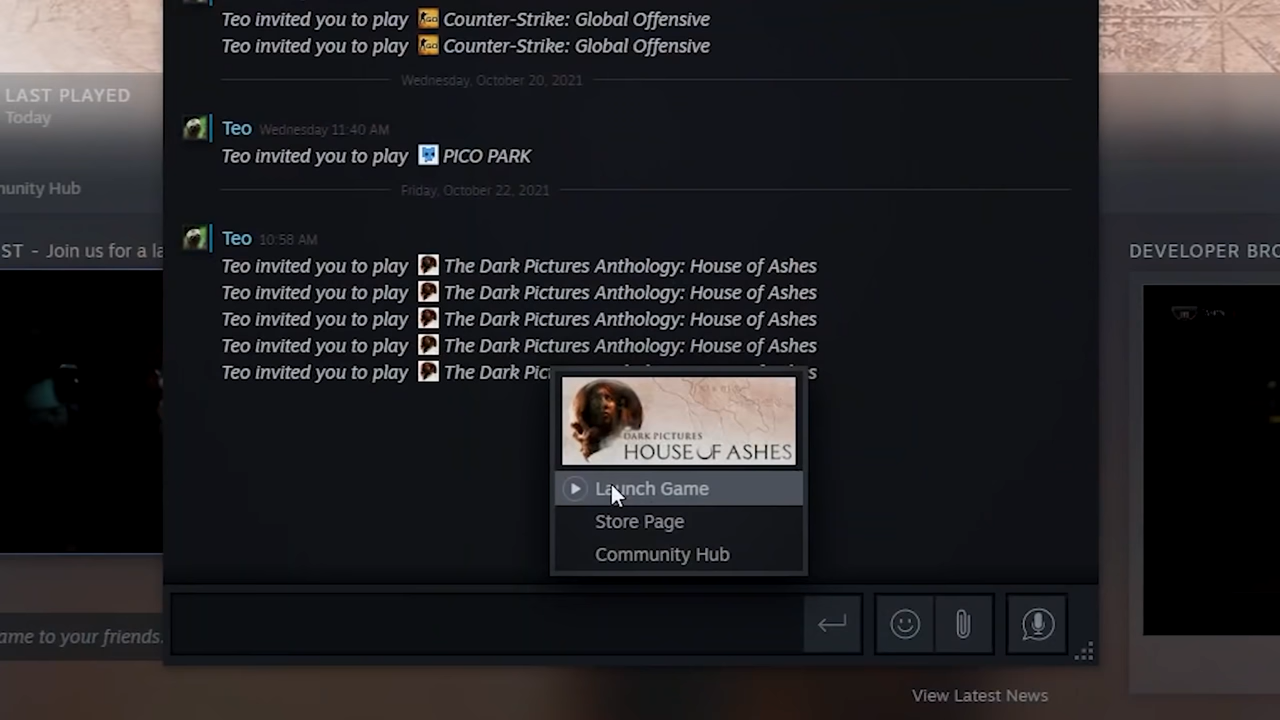 Teo invited you to play Counter-Strike: Global Offensive
Teo invited you to play Counter-Strike: Global Offensive
Wednesday, October 20, 2021
LAST PLAYED
Today
Teo Wednesday 11:40 AM
Teo invited you to play PICO PARK
munity Hub
Friday, October 22, 2021
Teo 10:58 AM
ST - Join us for a la
DEVELOPER BRO
Teo invited you to play The Dark Pictures Anthology: House of Ashes
Teo invited you to play The Dark Pictures Anthology: House of Ashes
Teo invited you to play The Dark Pictures Anthology: House of Ashes
Teo invited you to play The Dark Pictures Anthology: House of Ashes
Teo invited you to play The Dark Pic s
DARK PICTURES
HOUSE OF ASHES
Launch Game
Store Page
Community Hub
ame to your friends.
View Latest News